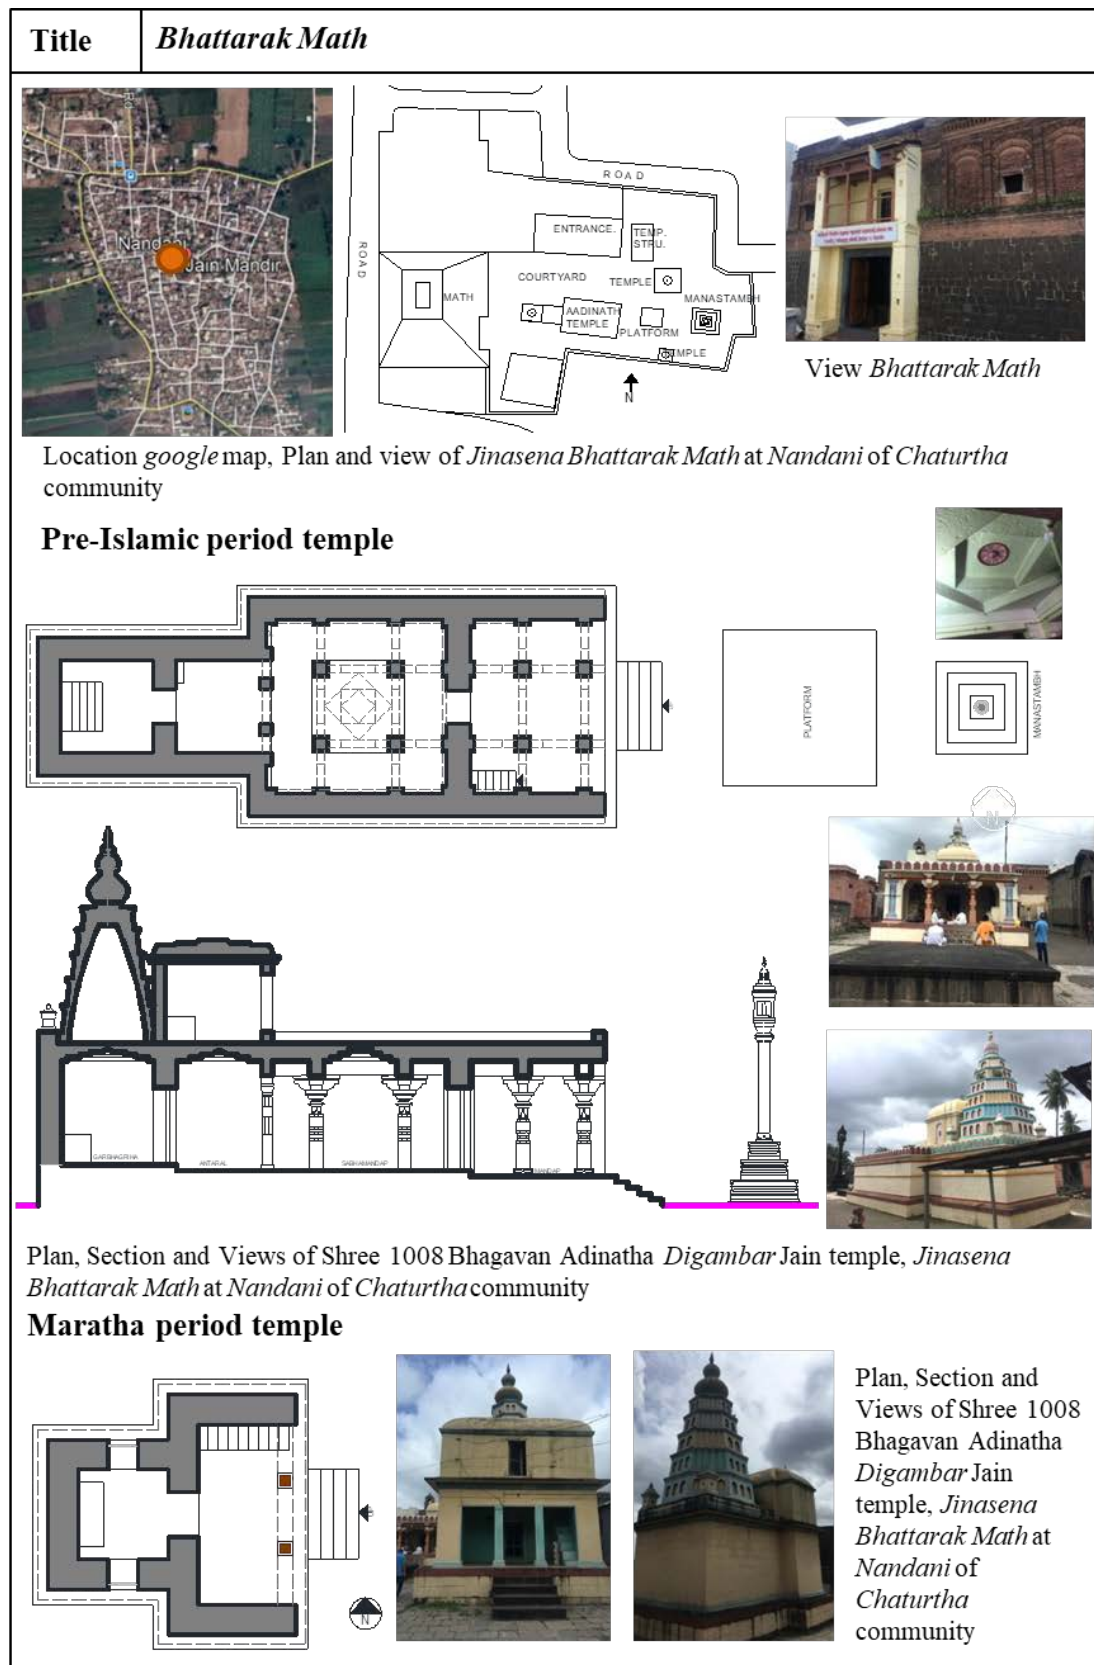 Title
Bhattarak Math
Rd
Nandani
Jain Mandir
ROAD
ROAD
ENTRANCE.
TEMP.
STRU.
COURTYARD
TEMPLE
MATH
MANASTAMBH
AADINATH
TEMPLE
PLATFORM
TEMPLE
N
View Bhattarak Math
Location google map, Plan and view of Jinasena Bhattarak Math at Nandani of Chaturtha
community
Pre-Islamic period temple
PLATFORM
MANASTAMBH
N
GARBHAGRIHA
ANTARAL
SABHAMANDAP
Plan, Section and Views of Shree 1008 Bhagavan Adinatha Digambar Jain temple, Jinasena
Bhattarak Math at Nandani of Chaturtha community
Maratha period temple
N
Plan, Section and
Views of Shree 1008
Bhagavan Adinatha
Digambar Jain
temple, Jinasena
Bhattarak Math at
Nandani of
Chaturtha
community